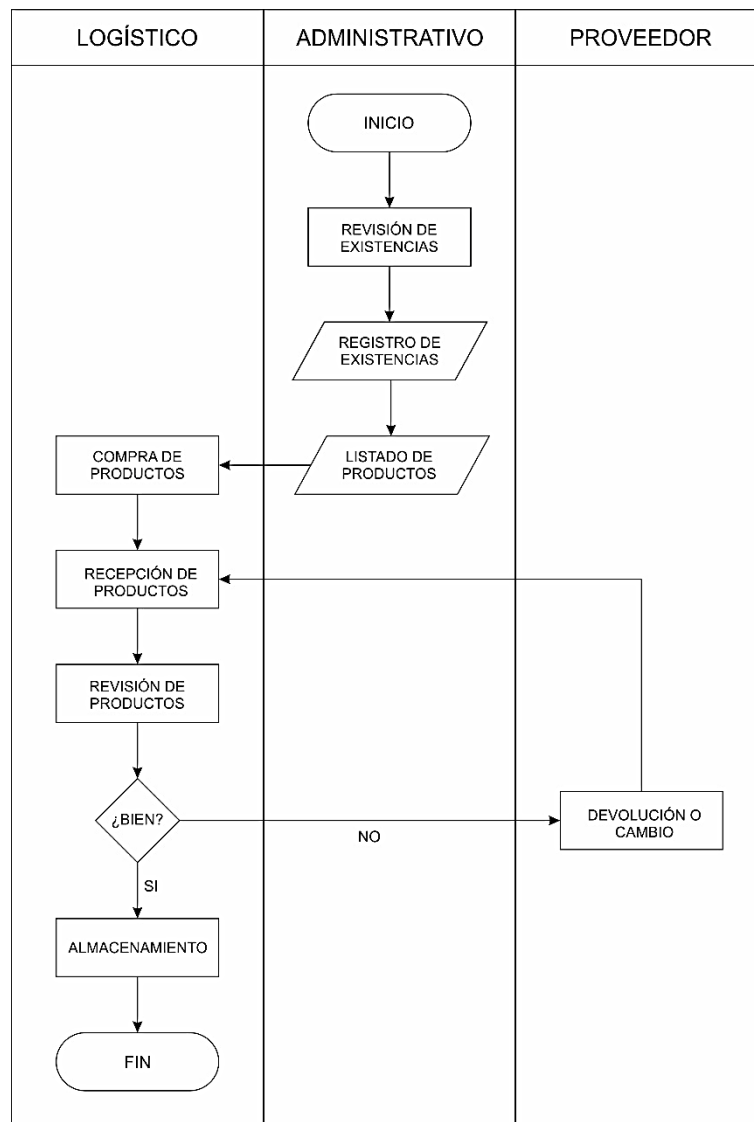 LOGÍSTICO
ADMINISTRATIVO
PROVEEDOR
INICIO
REVISIÓN DE
EXISTENCIAS
REGISTRO DE
EXISTENCIAS
LISTADO DE
PRODUCTOS
COMPRA DE
PRODUCTOS
RECEPCIÓN DE
PRODUCTOS
REVISIÓN DE
PRODUCTOS
¿BIEN?
NO
DEVOLUCIÓN O
CAMBIO
SI
ALMACENAMIENTO
FIN